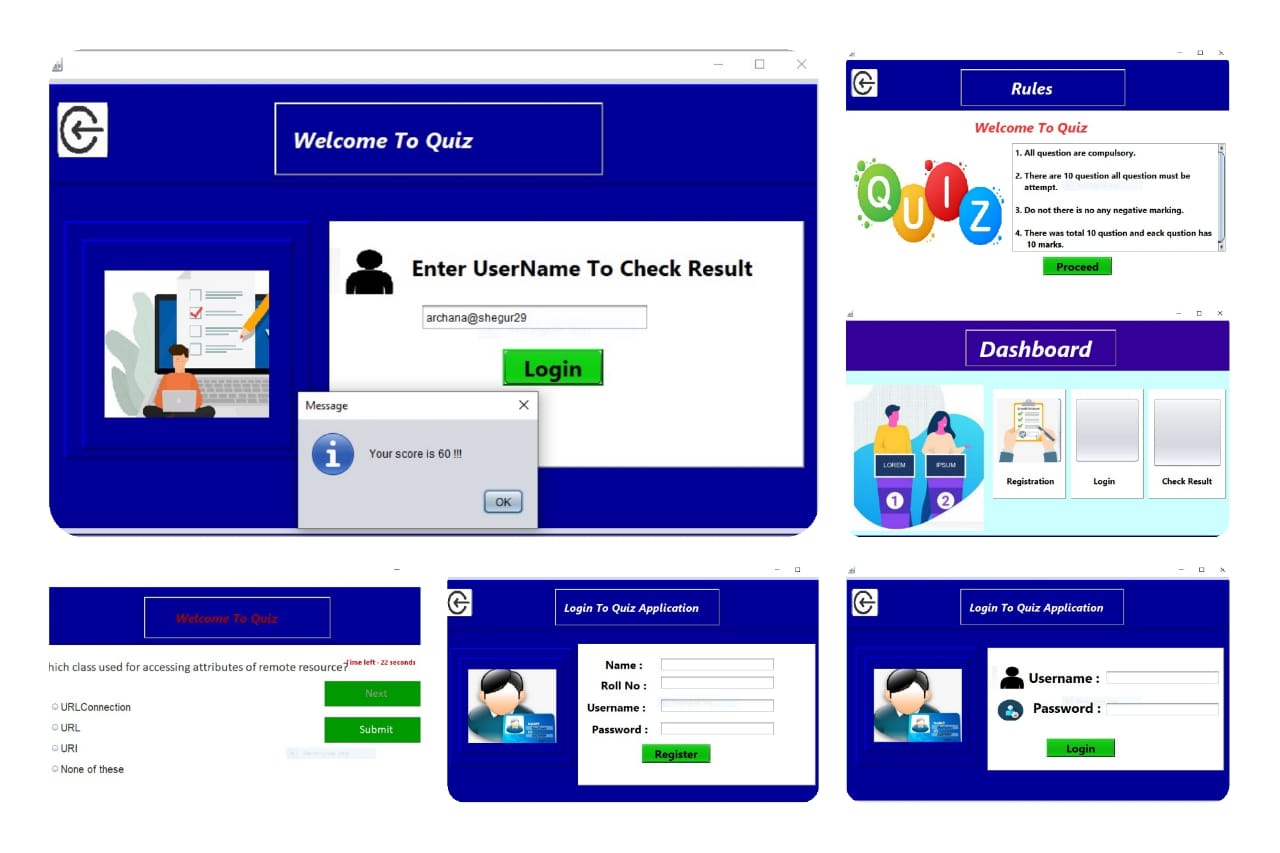 Welcome To Quiz
Enter UserName To Check Result
archana@shegur29
Login
Message
Your score is 60 !!!
OK
Rules
Welcome To Quiz
QUIZ
1. All question are compulsory.
2. There are 10 question all question must be
attempt.
3. Do not there is no any negative marking.
4. There was total 10 qustion and eack qustion has
10 marks.
Proceed
Dashboard
LOREM
IPSUM
1
2
Registration
Login
Check Result
Welcome To Quiz
hich class used for accessing attributes of remote resource?
Time left - 22 seconds
URLConnection
URL
URI
None of these
Next
Submit
Login To Quiz Application
Name :
Roll No :
Username :
Password :
Register
Login To Quiz Application
Username :
Password :
Login